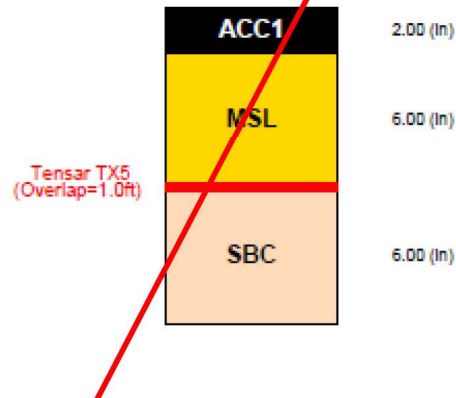 ACC1 2.00 (in)
MSL 6.00 (in)
Tensar TX5
(Overlap=1.0ft)
SBC 6.00 (in)